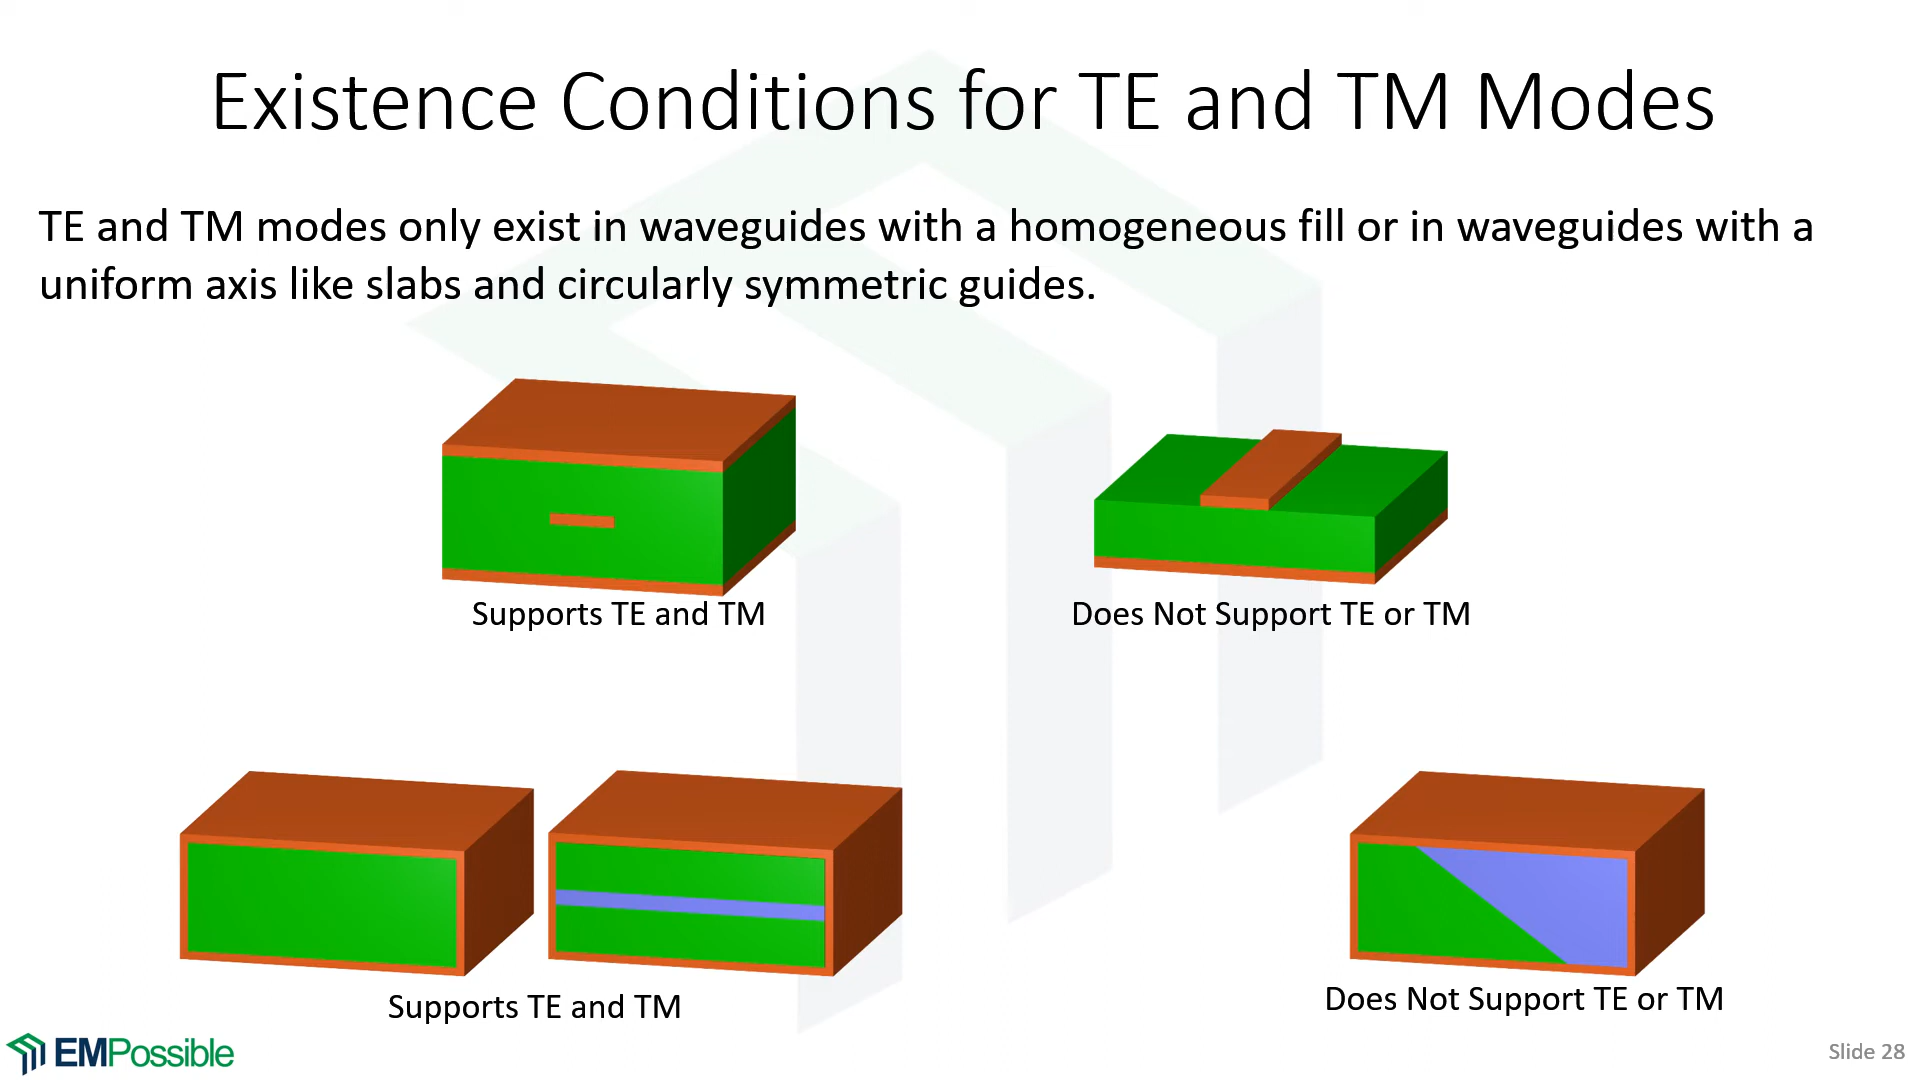 Existence Conditions for TE and TM Modes
TE and TM modes only exist in waveguides with a homogeneous fill or in waveguides with a
uniform axis like slabs and circularly symmetric guides.
Supports TE and TM
Does Not Support TE or TM
Supports TE and TM
Does Not Support TE or TM
EMPossible
Slide 28